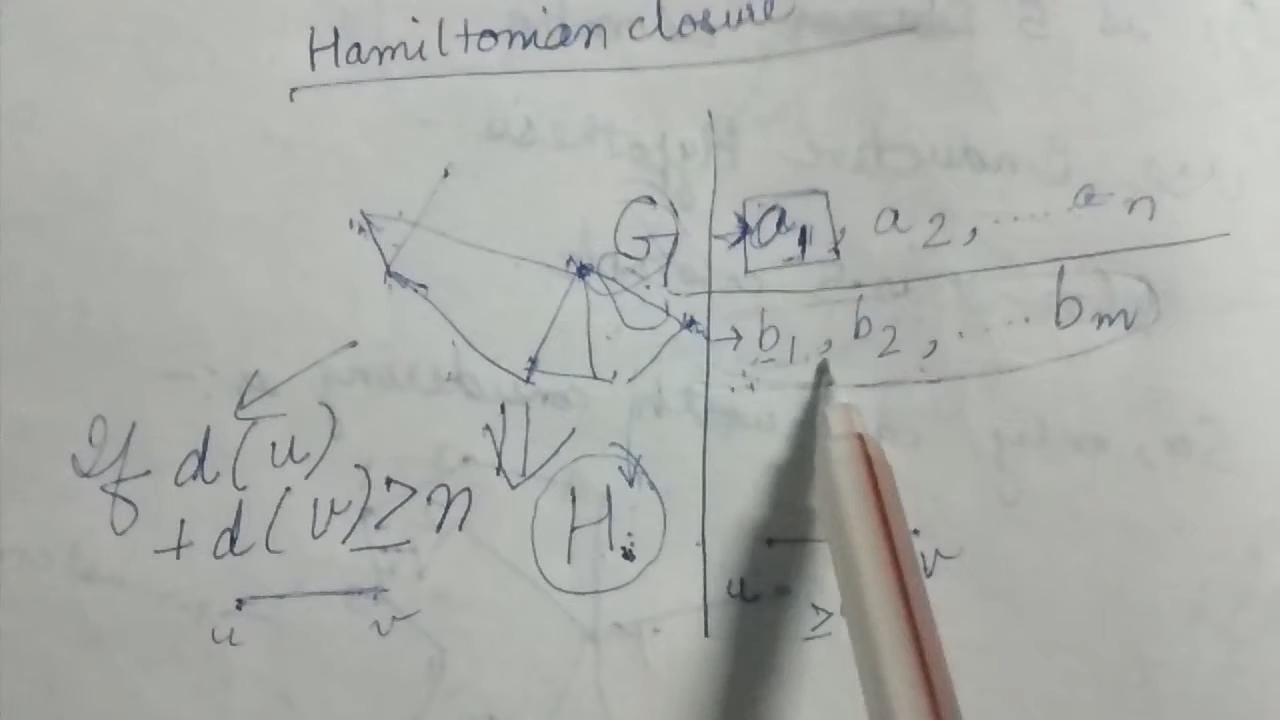 Hamiltonian closure
G
a1, a2, .... an
b1, b2, .... bm
If d(u)
+ d(v) ≥ n
H
u v
u v
≥